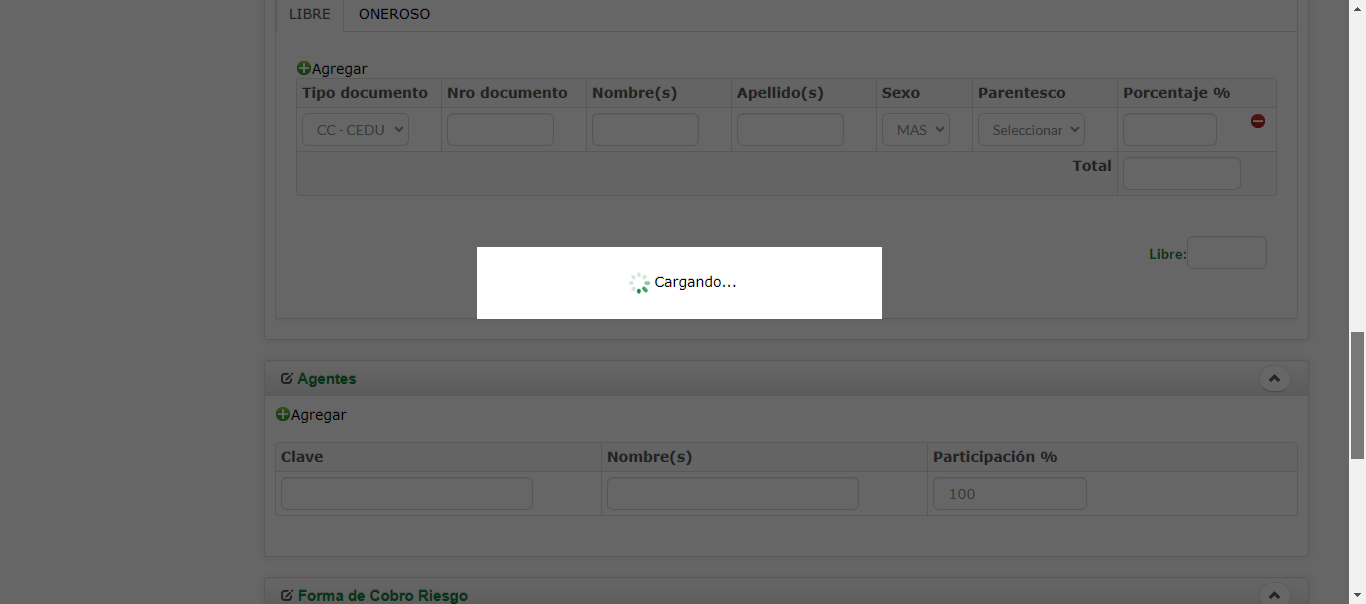 LIBRE ONEROSO
Agregar
Tipo documento Nro documento Nombre(s) Apellido(s) Sexo Parentesco Porcentaje %
CC - CEDU MAS Seleccionar
Total
Libre:
Cargando...
Agentes
Agregar
Clave Nombre(s) Participación %
100
Forma de Cobro Riesgo